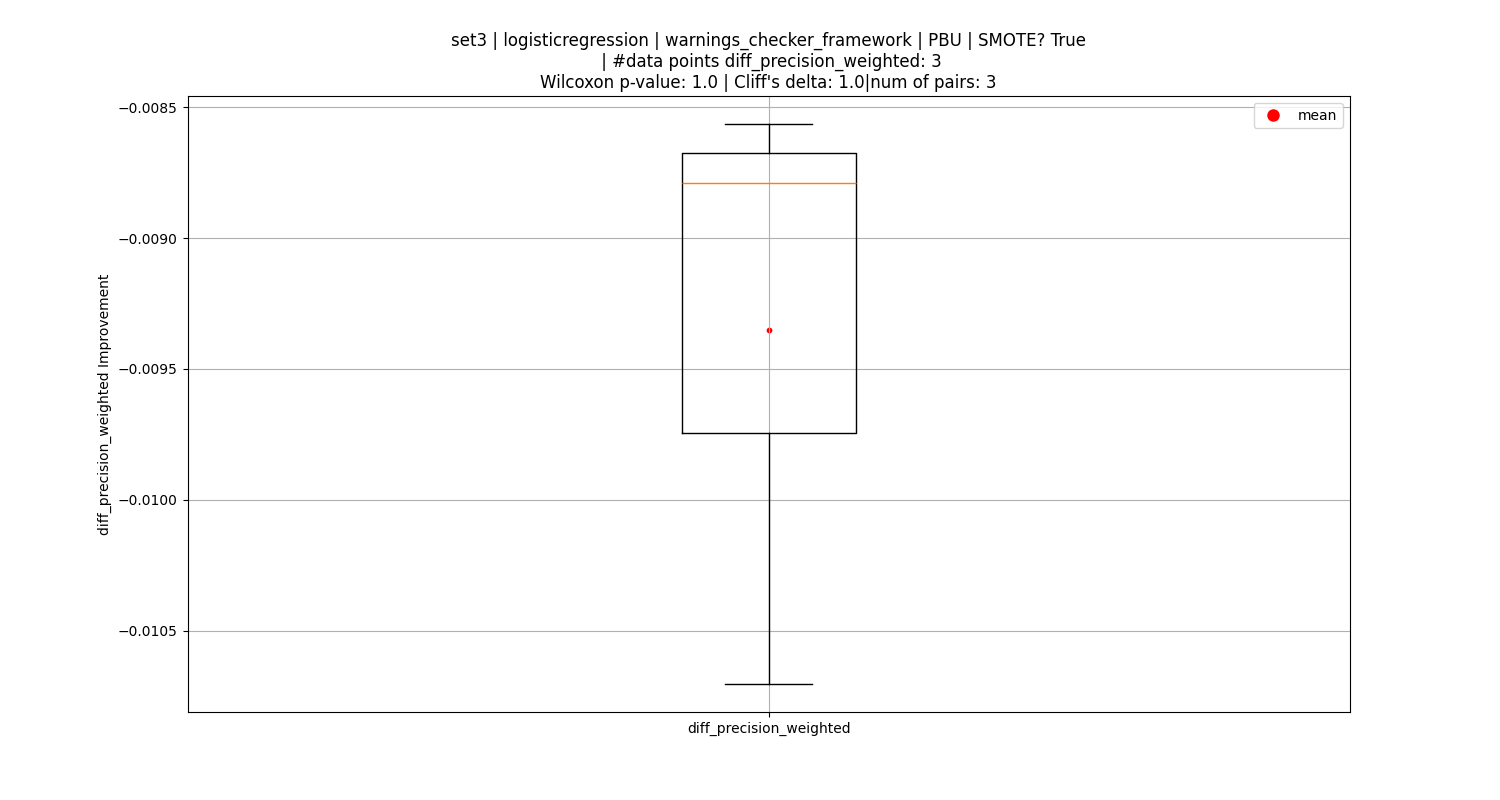 set3 | logisticregression | warnings_checker_framework | PBU | SMOTE? True
| #data points diff_precision_weighted: 3
Wilcoxon p-value: 1.0 | Cliff's delta: 1.0|num of pairs: 3
mean
−0.0085
−0.0090
−0.0095
−0.0100
−0.0105
diff_precision_weighted Improvement
diff_precision_weighted